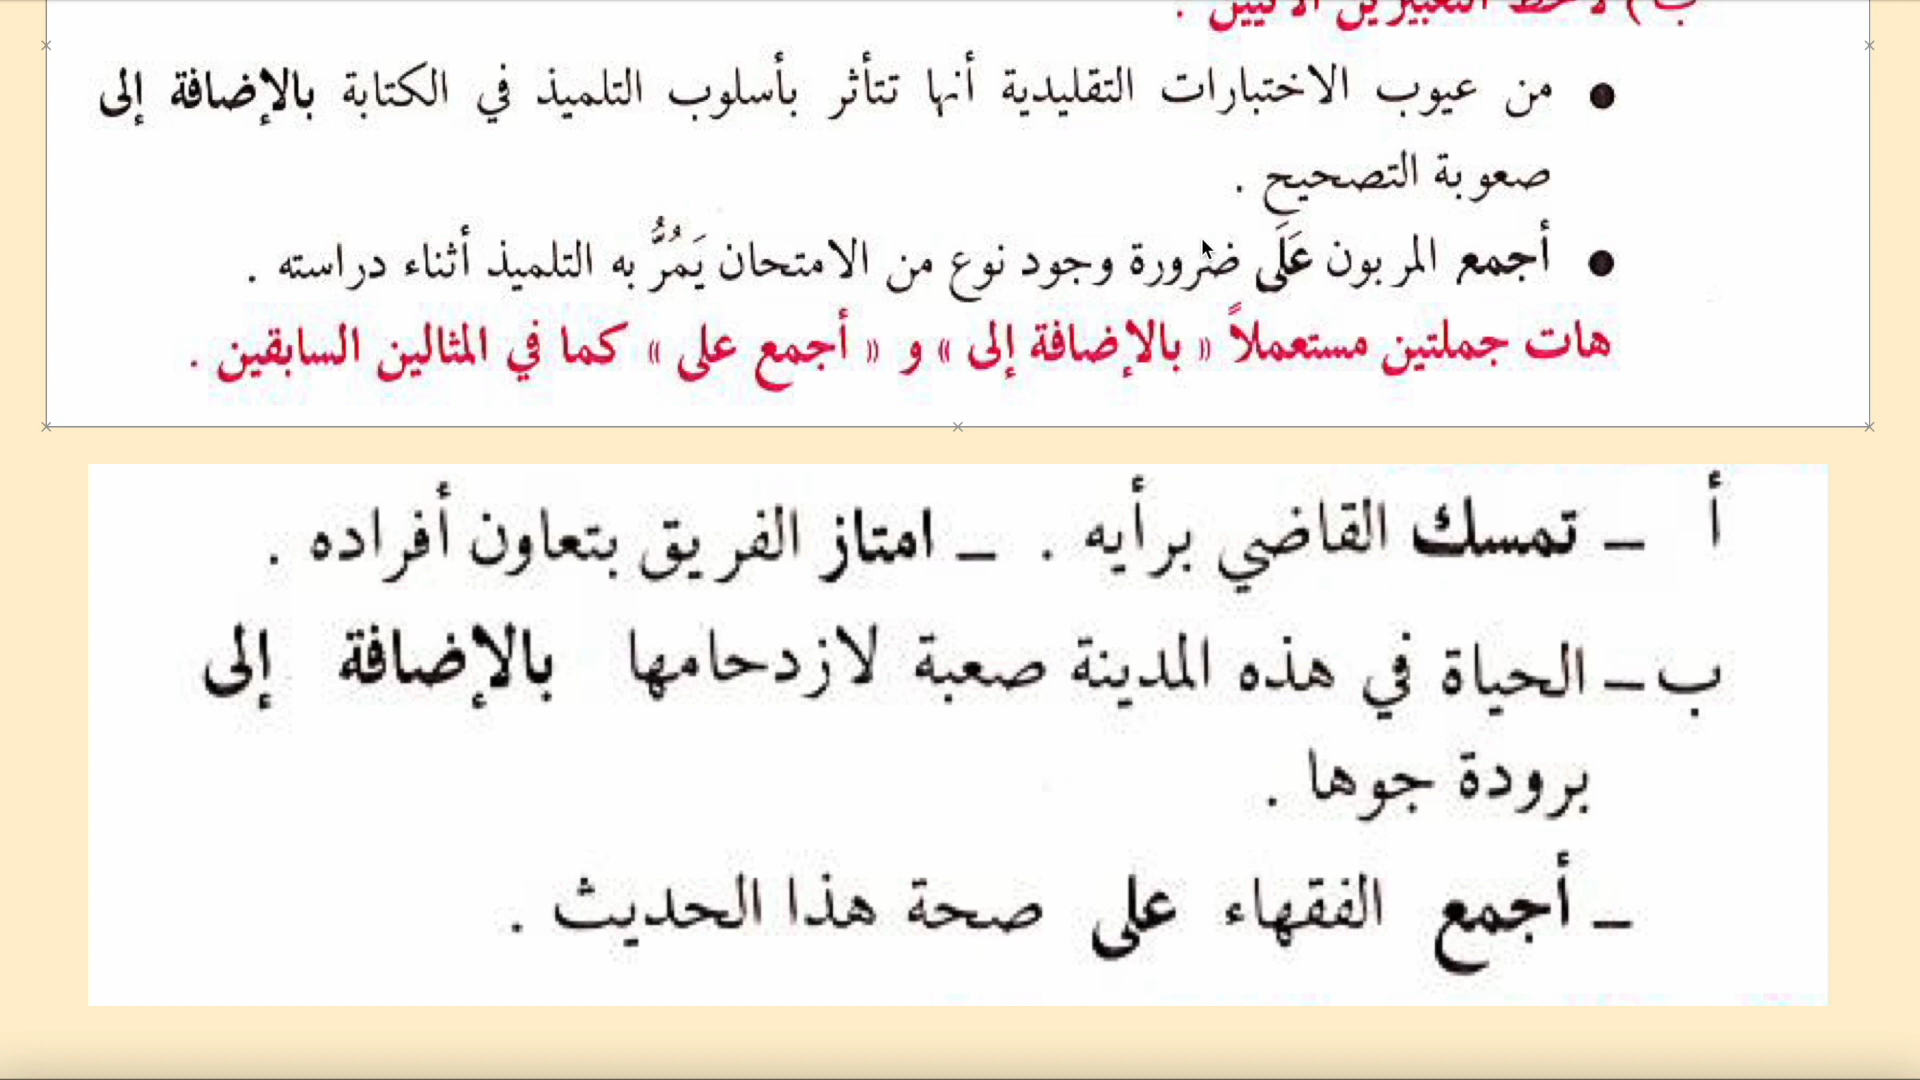 ب) لاحظ التعبيرين الآتيين .
● من عيوب الاختبارات التقليدية أنها تتأثر بأسلوب التلميذ في الكتابة بالإضافة إلى
صعوبة التصحيح .
● أجمع المربون عَلَى ضرورة وجود نوع من الامتحان يَمُرُّ به التلميذ أثناء دراسته .
هات جملتين مستعملاً « بالإضافة إلى » و « أجمع على » كما في المثالين السابقين .
أ – تمسك القاضي برأيه . – امتاز الفريق بتعاون أفراده .
ب – الحياة في هذه المدينة صعبة لازدحامها بالإضافة إلى
برودة جوها .
– أجمع الفقهاء على صحة هذا الحديث .